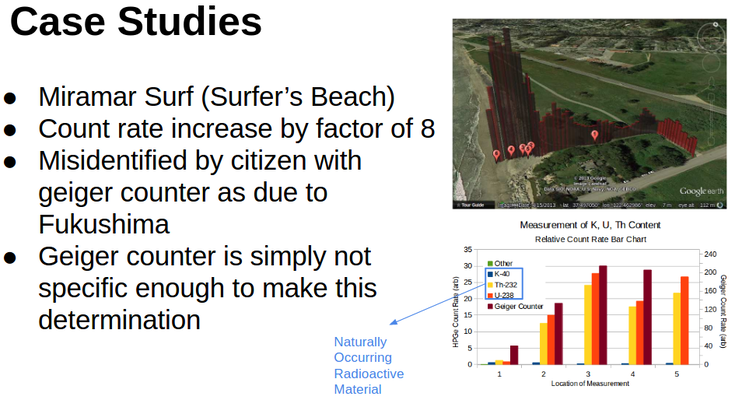 Case Studies
● Miramar Surf (Surfer’s Beach)
● Count rate increase by factor of 8
● Misidentified by citizen with
geiger counter as due to
Fukushima
● Geiger counter is simply not
specific enough to make this
determination
Google earth
Tour Guide
Measurement of K, U, Th Content
Relative Count Rate Bar Chart
HPGe Count Rate (arb)
35
30
25
20
15
10
5
0
Other
K-40
Th-232
U-238
Geiger Counter
240
200
160
120
80
40
0
Geiger Count Rate (arb)
1 2 3 4 5
Location of Measurement
Naturally
Occurring
Radioactive
Material